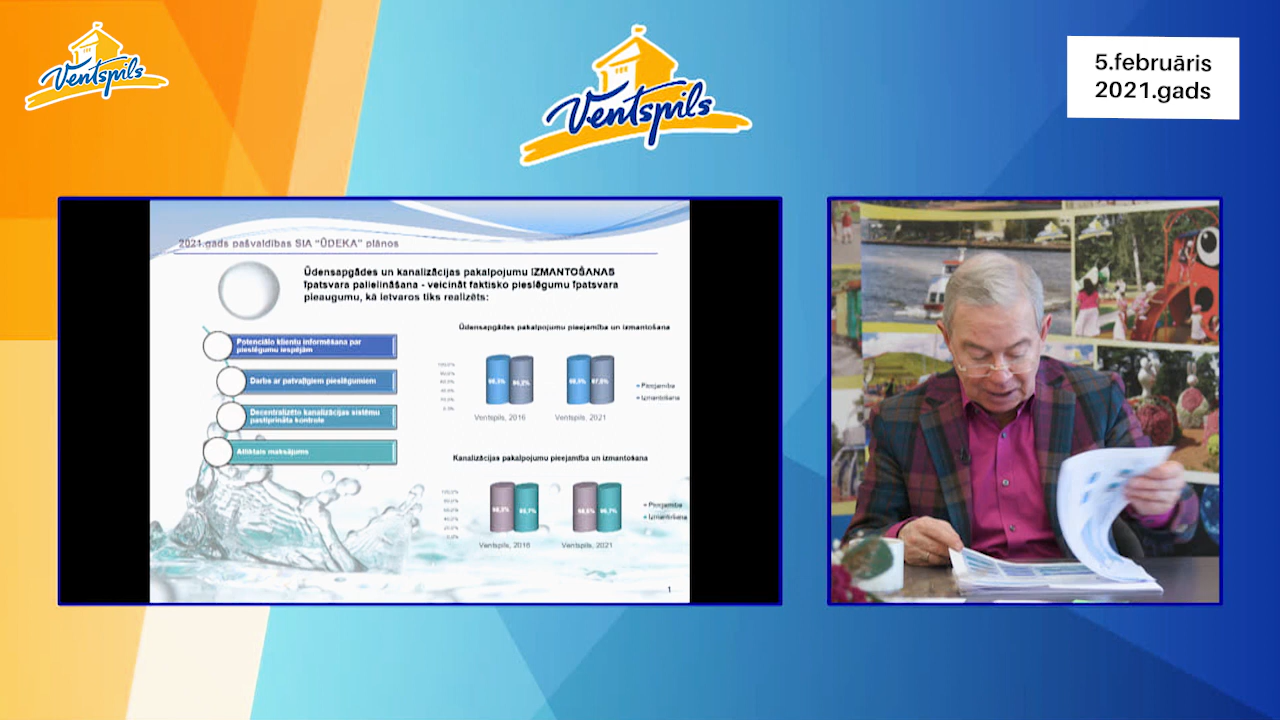 Ventspils
Ventspils
5.februāris
2021.gads
2021.gads pašvaldības SIA "ŪDEKA" plānos
Ūdensapgādes un kanalizācijas pakalpojumu IZMANTOŠANAS
īpatsvara palielināšana - veicināt faktisko pieslēgumu īpatsvara
pieaugumu, kā ietvaros tiks realizēts:
Potenciālo klientu informēšana par
pieslēgumu iespējām
Darbs ar patvaļīgiem pieslēgumiem
Decentralizēto kanalizācijas sistēmu
pastiprināta kontrole
Atliktais maksājums
Ūdensapgādes pakalpojumu pieejamība un izmantošana
Pieejamība
Izmantošana
Ventspils, 2016
Ventspils, 2021
Kanalizācijas pakalpojumu pieejamība un izmantošana
Pieejamība
Izmantošana
Ventspils, 2016
Ventspils, 2021
1